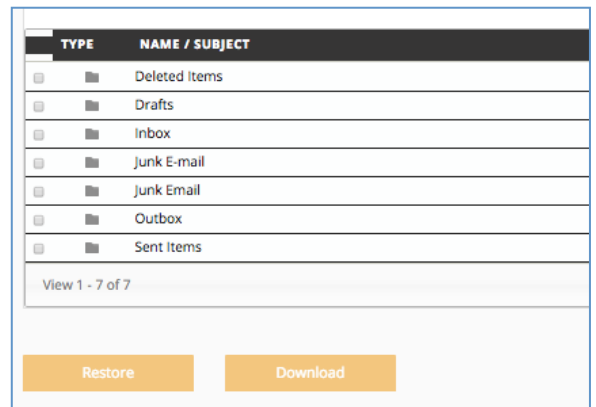 TYPE NAME / SUBJECT
Deleted Items
Drafts
Inbox
Junk E-mail
Junk Email
Outbox
Sent Items
View 1 - 7 of 7
Restore Download